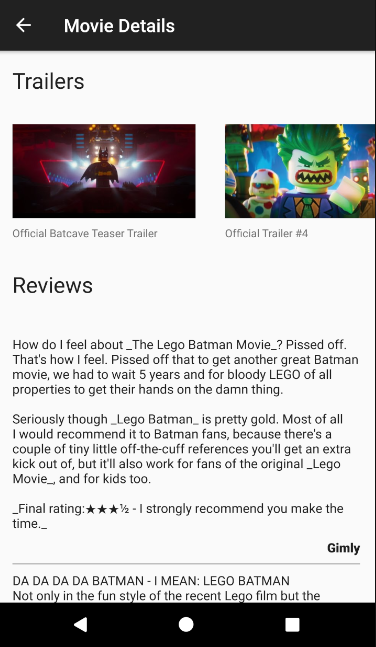 Movie Details
Trailers
Official Batcave Teaser Trailer
Official Trailer #4
Reviews
How do I feel about _The Lego Batman Movie_? Pissed off.
That's how I feel. Pissed off that to get another great Batman
movie, we had to wait 5 years and for bloody LEGO of all
properties to get their hands on the damn thing.
Seriously though _Lego Batman_ is pretty gold. Most of all
I would recommend it to Batman fans, because there's a
couple of tiny little off-the-cuff references you'll get an extra
kick out of, but it'll also work for fans of the original _Lego
Movie_, and for kids too.
_Final rating:★★★½ - I strongly recommend you make the
time._
Gimly
DA DA DA DA BATMAN - I MEAN: LEGO BATMAN
Not only in the fun style of the recent Lego film but the